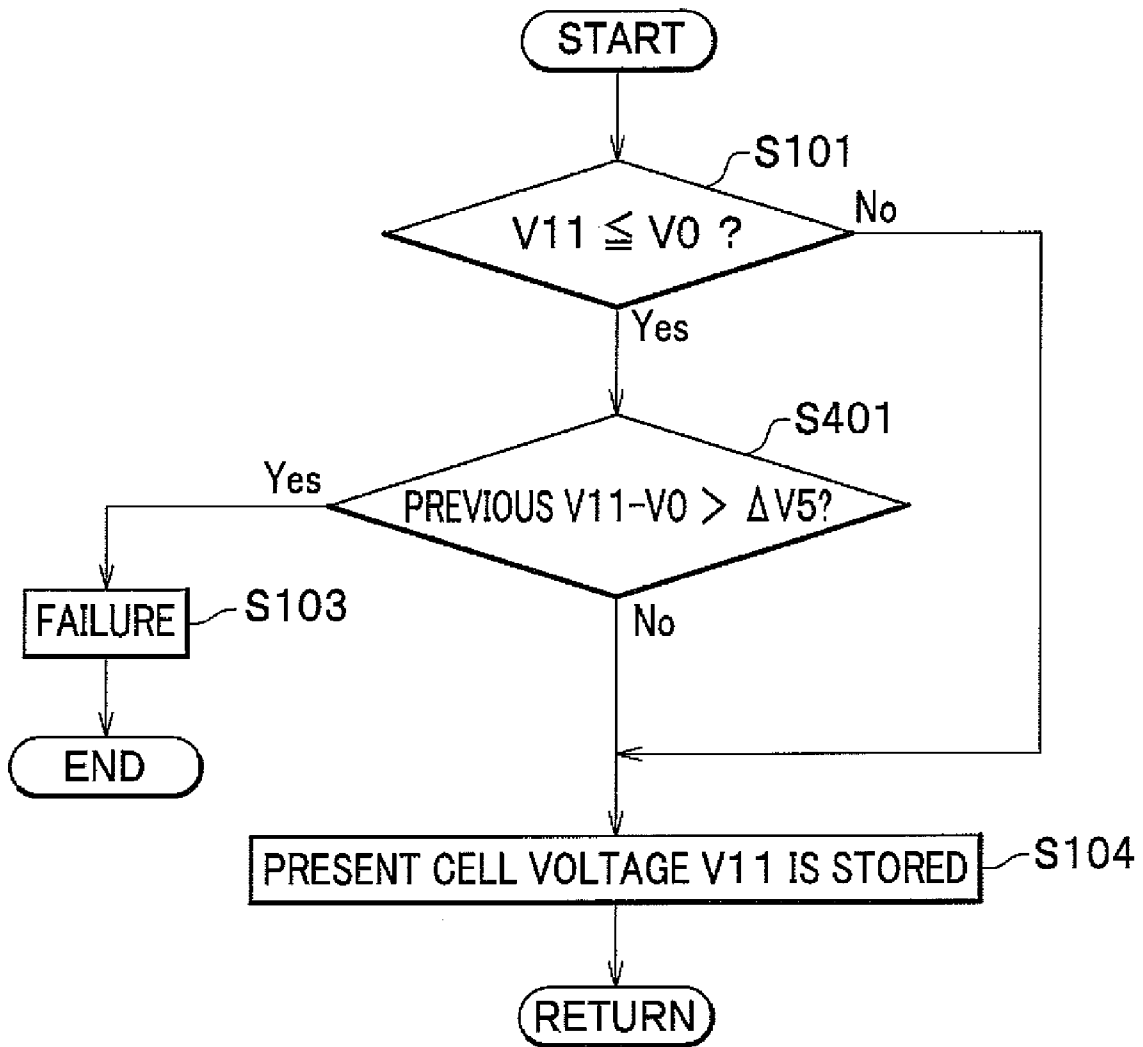 START
S101
V11 ≦ V0 ?
No
Yes
S401
Yes
PREVIOUS V11-V0 > ΔV5?
FAILURE
S103
No
END
PRESENT CELL VOLTAGE V11 IS STORED
S104
RETURN